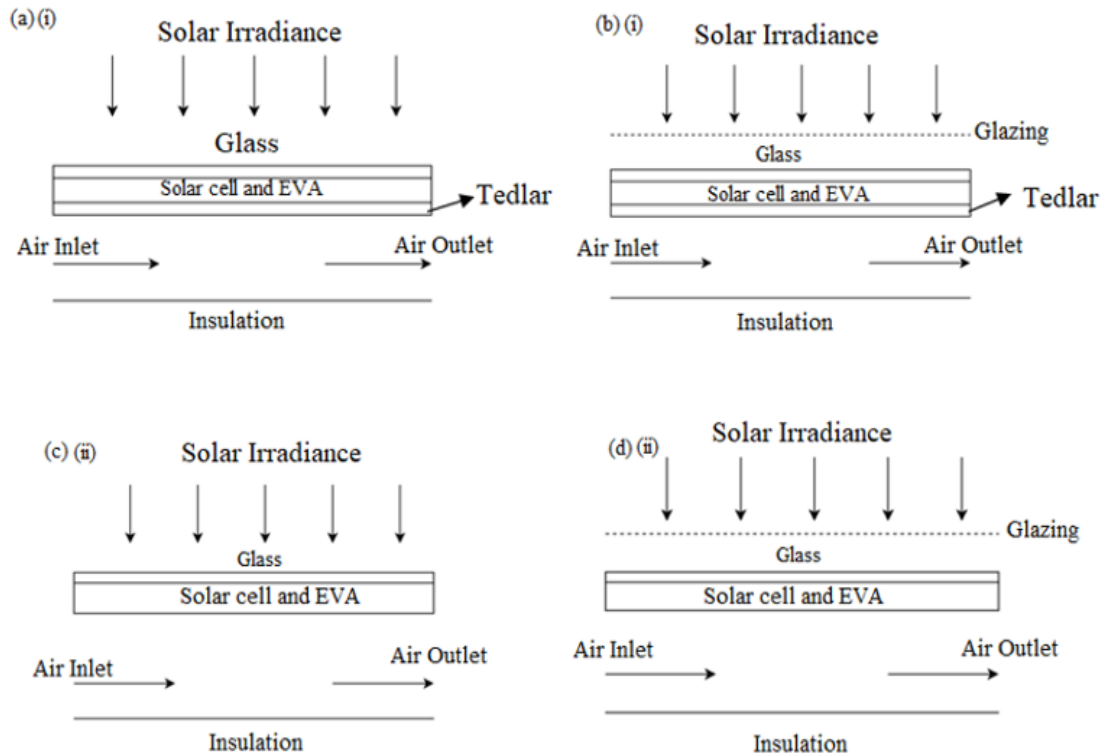 (a) (i)
Solar Irradiance
Glass
Solar cell and EVA
Tedlar
Air Inlet
Air Outlet
Insulation
(b) (i)
Solar Irradiance
Glazing
Glass
Solar cell and EVA
Tedlar
Air Inlet
Air Outlet
Insulation
(c) (ii)
Solar Irradiance
Glass
Solar cell and EVA
Air Inlet
Air Outlet
Insulation
(d) (ii)
Solar Irradiance
Glazing
Glass
Solar cell and EVA
Air Inlet
Air Outlet
Insulation